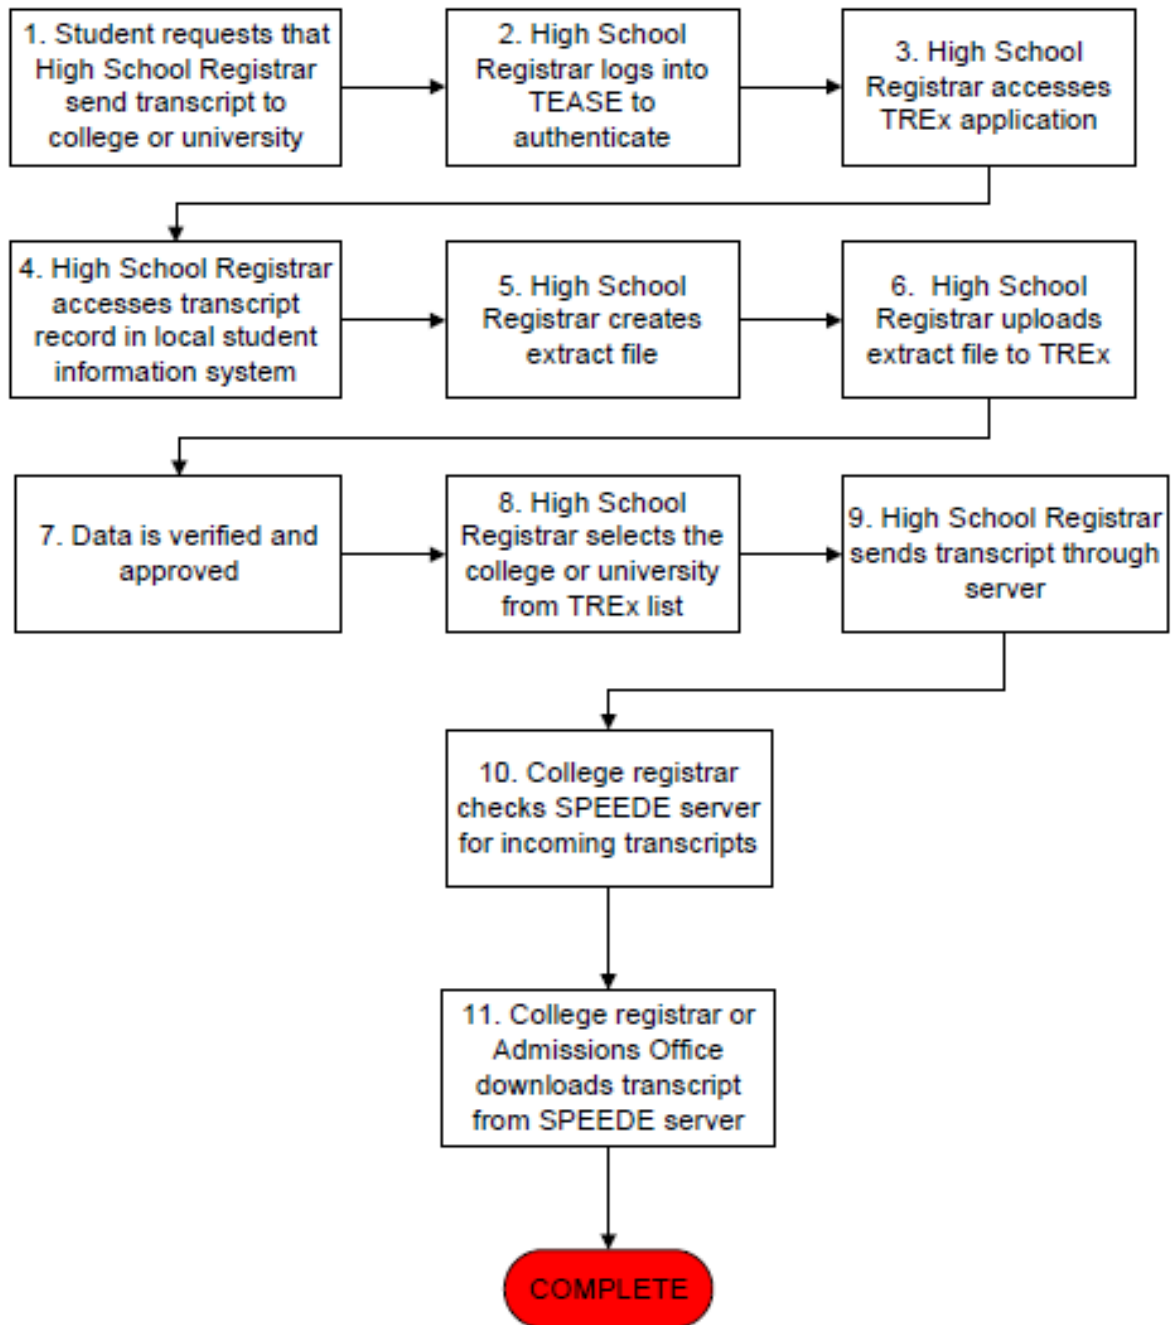 1. Student requests that
High School Registrar
send transcript to
college or university
2. High School
Registrar logs into
TEASE to
authenticate
3. High School
Registrar accesses
TREx application
4. High School Registrar
accesses transcript
record in local student
information system
5. High School
Registrar creates
extract file
6.  High School
Registrar uploads
extract file to TREx
7. Data is verified and
approved
8. High School
Registrar selects the
college or university
from TREx list
9. High School Registrar
sends transcript through
server
10. College registrar
checks SPEEDE server
for incoming transcripts
11. College registrar or
Admissions Office
downloads transcript
from SPEEDE server
COMPLETE